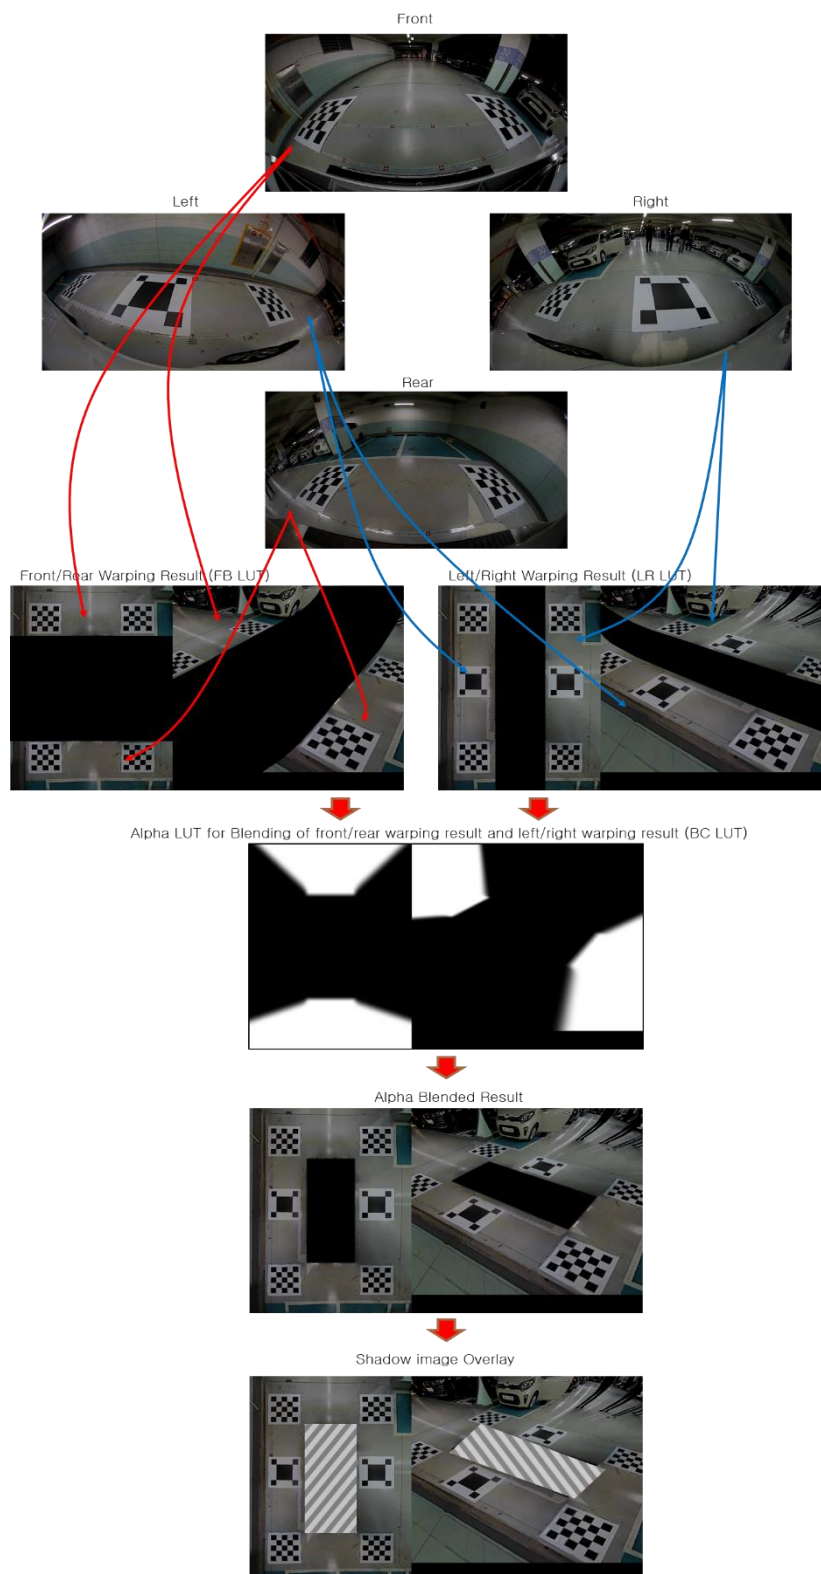 Front
Left
Right
Rear
Front/Rear Warping Result (FB LUT)
Left/Right Warping Result (LR LUT)
Alpha LUT for Blending of front/rear warping result and left/right warping result (BC LUT)
Alpha Blended Result
Shadow image Overlay